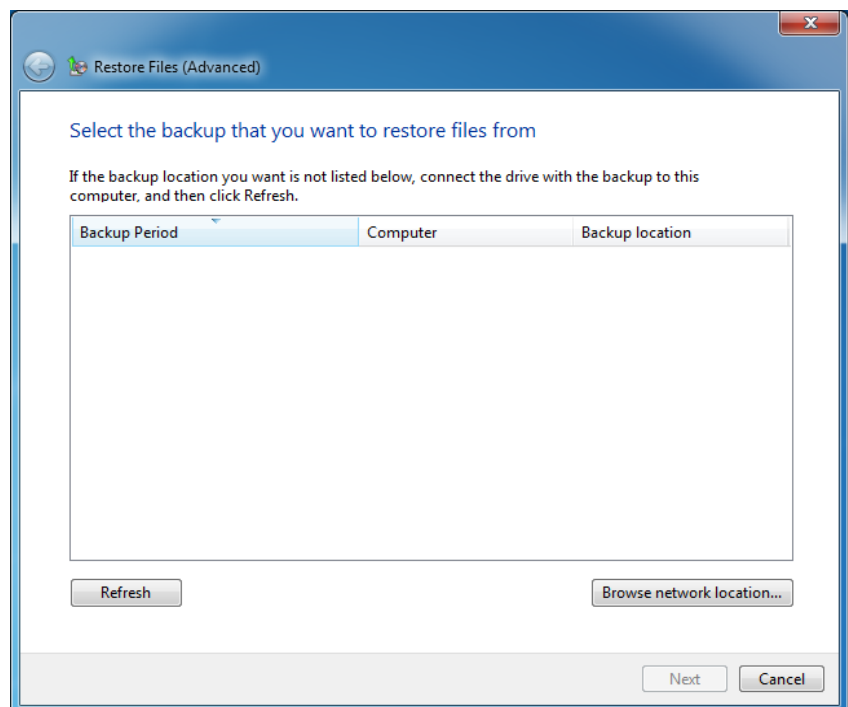 Restore Files (Advanced)
Select the backup that you want to restore files from
If the backup location you want is not listed below, connect the drive with the backup to this
computer, and then click Refresh.
Backup Period Computer Backup location
Refresh Browse network location...
Next Cancel